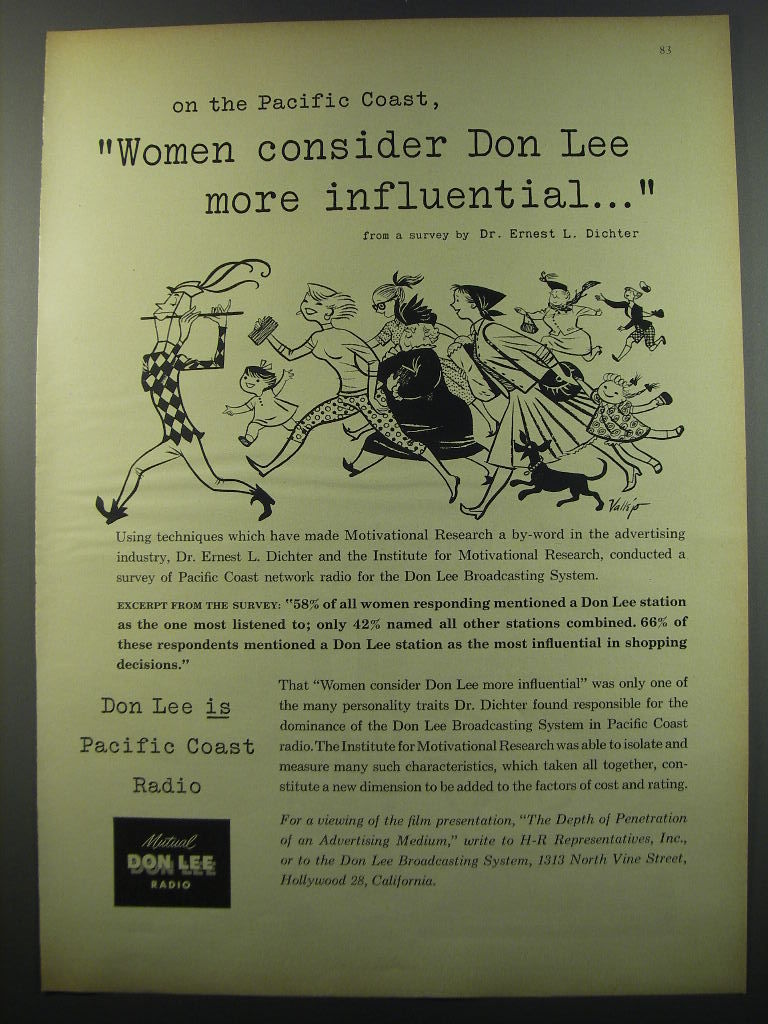 83
on the Pacific Coast,
"Women consider Don Lee
more influential..."
from a survey by Dr. Ernest L. Dichter
Vallejo
Using techniques which have made Motivational Research a by-word in the advertising
industry, Dr. Ernest L. Dichter and the Institute for Motivational Research, conducted a
survey of Pacific Coast network radio for the Don Lee Broadcasting System.
EXCERPT FROM THE SURVEY: "58% of all women responding mentioned a Don Lee station
as the one most listened to; only 42% named all other stations combined. 66% of
these respondents mentioned a Don Lee station as the most influential in shopping
decisions."
Don Lee is
Pacific Coast
Radio
Mutual
DON LEE
RADIO
That "Women consider Don Lee more influential" was only one of
the many personality traits Dr. Dichter found responsible for the
dominance of the Don Lee Broadcasting System in Pacific Coast
radio. The Institute for Motivational Research was able to isolate and
measure many such characteristics, which taken all together, con-
stitute a new dimension to be added to the factors of cost and rating.
For a viewing of the film presentation, "The Depth of Penetration
of an Advertising Medium," write to H-R Representatives, Inc.,
or to the Don Lee Broadcasting System, 1313 North Vine Street,
Hollywood 28, California.